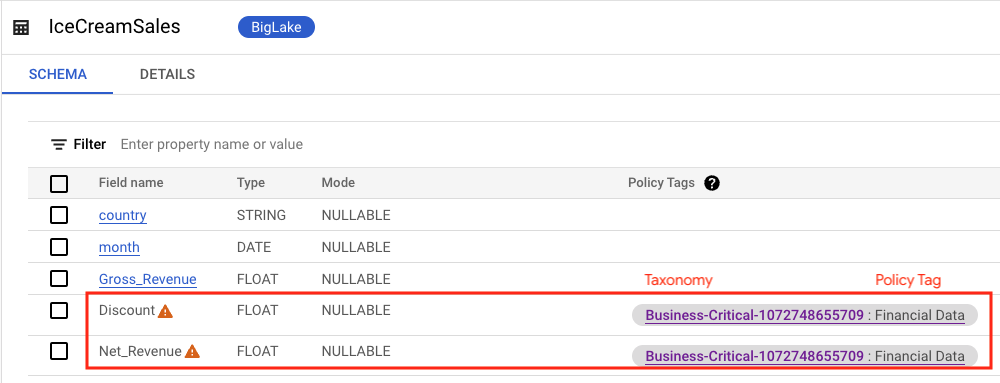 IceCreamSales BigLake
SCHEMA DETAILS
Filter Enter property name or value
Field name Type Mode Policy Tags ?
country STRING NULLABLE
month DATE NULLABLE
Gross_Revenue FLOAT NULLABLE Taxonomy Policy Tag
Discount FLOAT NULLABLE Business-Critical-1072748655709 : Financial Data
Net_Revenue FLOAT NULLABLE Business-Critical-1072748655709 : Financial Data